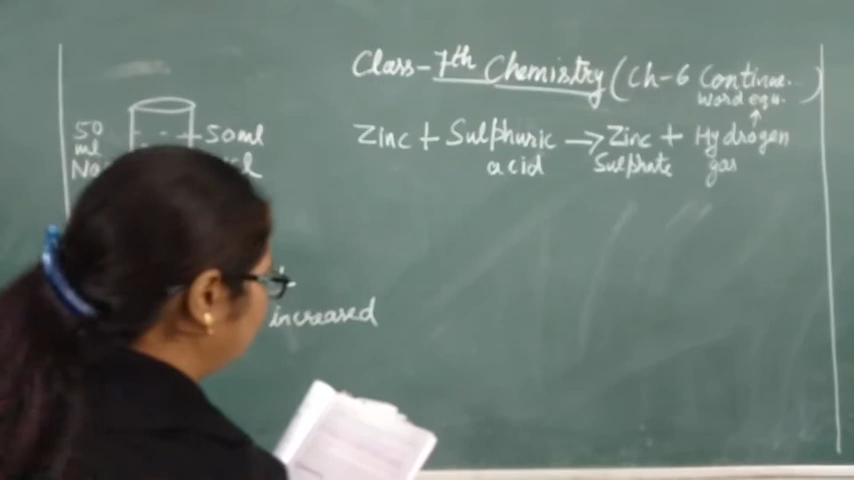 Class-7th Chemistry (Ch-6 Continue..)
word equ.
Zinc + Sulphuric acid → Zinc Sulphate + Hydrogen gas
50 ml
50ml
increased